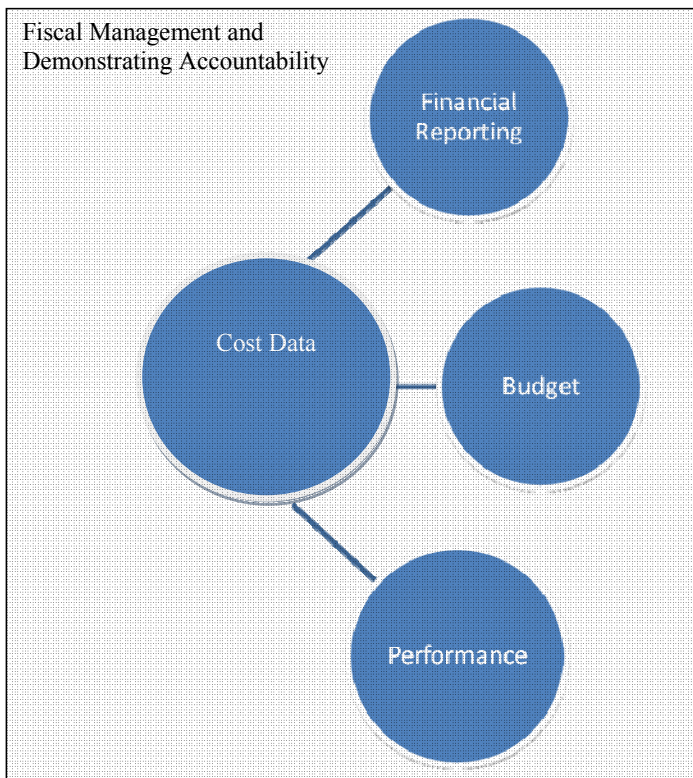 Fiscal Management and
Demonstrating Accountability
Financial
Reporting
Cost Data
Budget
Performance